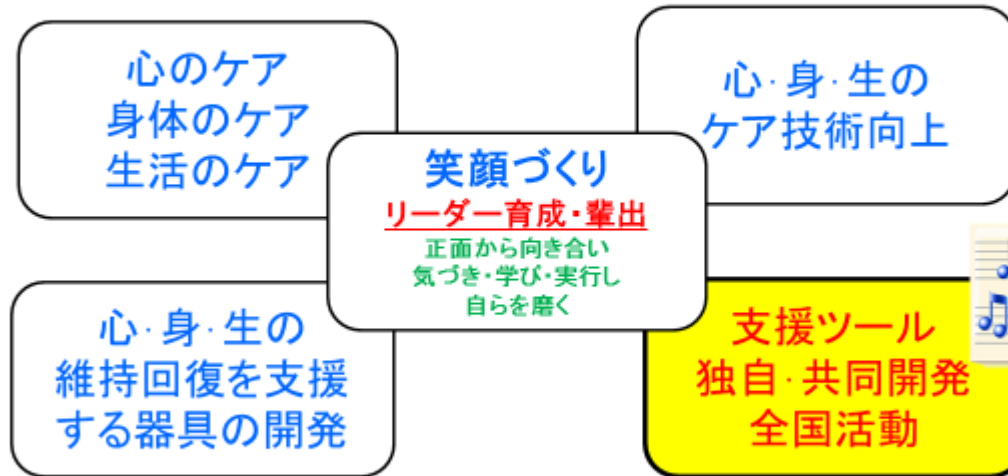 心のケア
身体のケア
生活のケア
心・身・生の
ケア技術向上
笑顔づくり
リーダー育成・輩出
正面から向き合い
気づき・学び・実行し
自らを磨く
心・身・生の
維持回復を支援
する器具の開発
支援ツール
独自・共同開発
全国活動